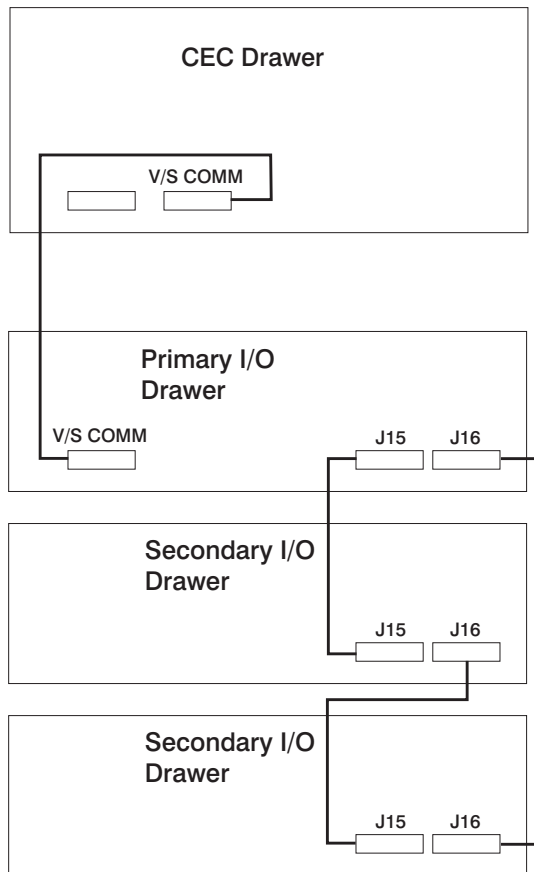 CEC Drawer
V/S COMM
Primary I/O
Drawer
V/S COMM
J15 J16
Secondary I/O
Drawer
J15 J16
Secondary I/O
Drawer
J15 J16